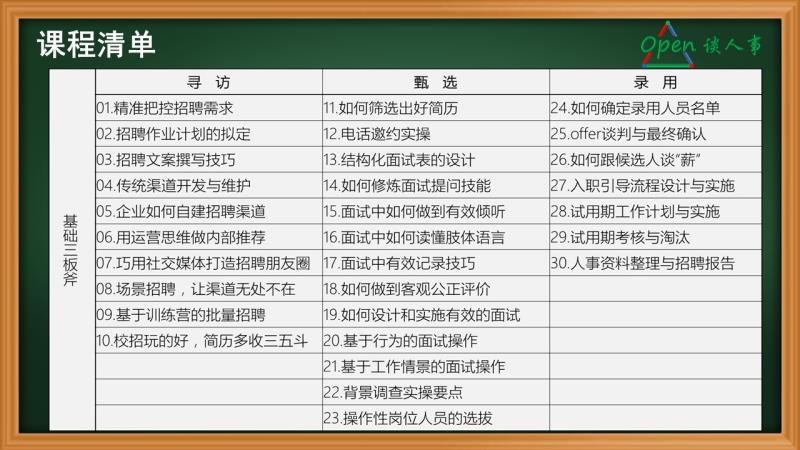 课程清单
Open 谈人事
寻访 甄选 录用
基础三板斧
01.精准把控招聘需求 11.如何筛选出好简历 24.如何确定录用人员名单
02.招聘作业计划的拟定 12.电话邀约实操 25.offer谈判与最终确认
03.招聘文案撰写技巧 13.结构化面试表的设计 26.如何跟候选人谈“薪”
04.传统渠道开发与维护 14.如何修炼面试提问技能 27.入职引导流程设计与实施
05.企业如何自建招聘渠道 15.面试中如何做到有效倾听 28.试用期工作计划与实施
06.用运营思维做内部推荐 16.面试中如何读懂肢体语言 29.试用期考核与淘汰
07.巧用社交媒体打造招聘朋友圈 17.面试中有效记录技巧 30.人事资料整理与招聘报告
08.场景招聘，让渠道无处不在 18.如何做到客观公正评价
09.基于训练营的批量招聘 19.如何设计和实施有效的面试
10.校招玩的好，简历多收三五斗 20.基于行为的面试操作
21.基于工作情景的面试操作
22.背景调查实操要点
23.操作性岗位人员的选拔